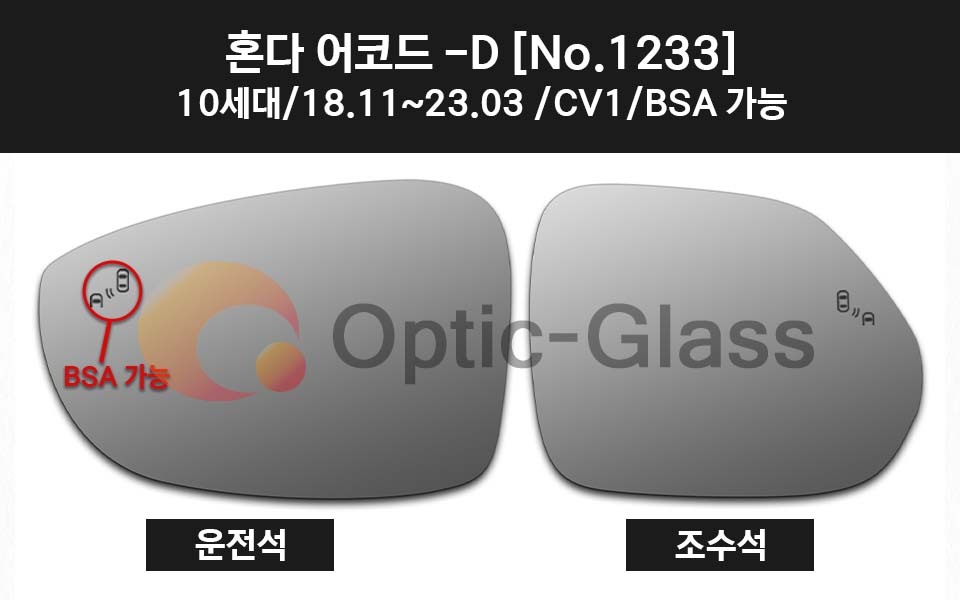 혼다 어코드 -D [No.1233]
10세대/18.11~23.03 /CV1/BSA 가능
BSA 가능
Optic-Glass
운전석
조수석